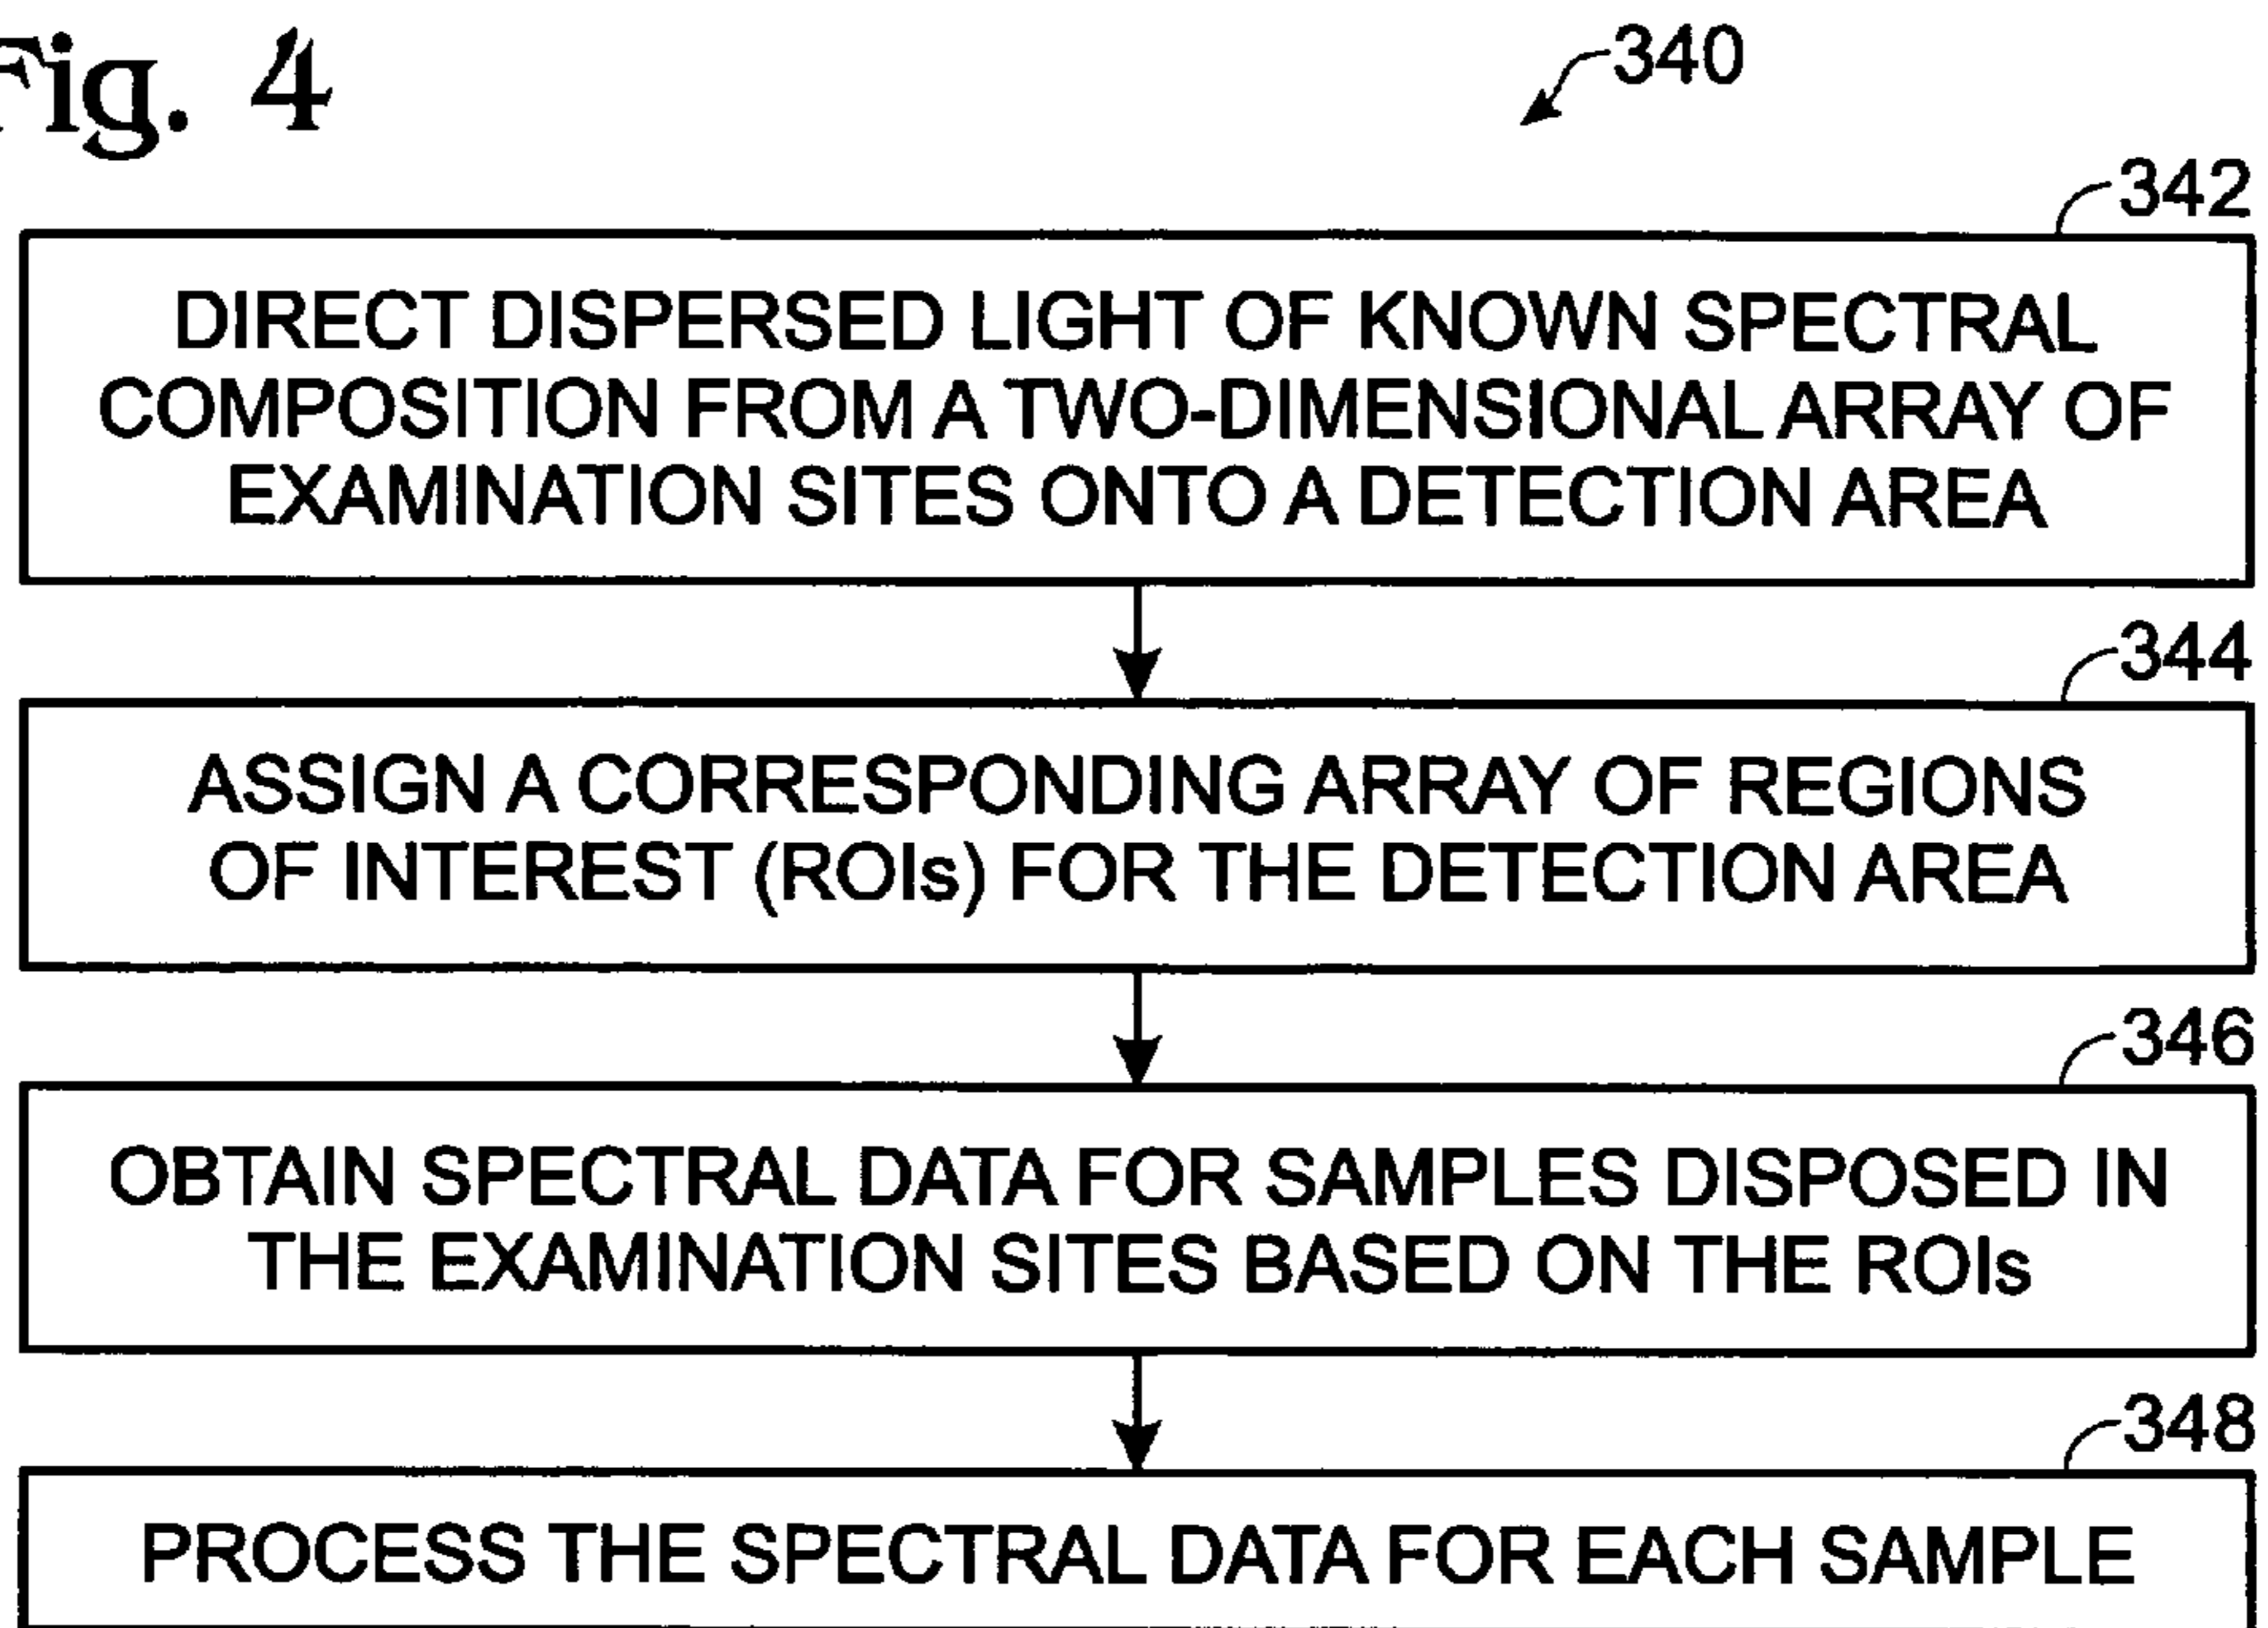 Fig. 4
340
342
DIRECT DISPERSED LIGHT OF KNOWN SPECTRAL
COMPOSITION FROM A TWO-DIMENSIONAL ARRAY OF
EXAMINATION SITES ONTO A DETECTION AREA
344
ASSIGN A CORRESPONDING ARRAY OF REGIONS
OF INTEREST (ROIs) FOR THE DETECTION AREA
346
OBTAIN SPECTRAL DATA FOR SAMPLES DISPOSED IN
THE EXAMINATION SITES BASED ON THE ROIs
348
PROCESS THE SPECTRAL DATA FOR EACH SAMPLE